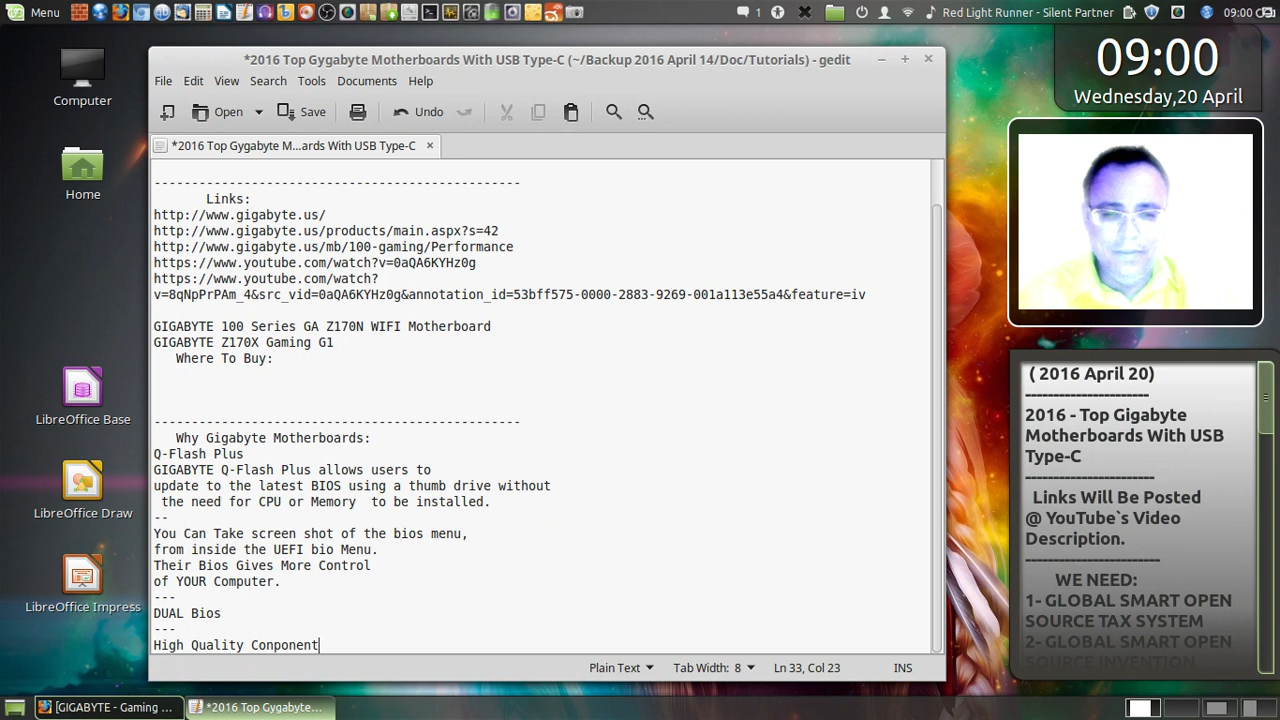 Menu
1
Red Light Runner - Silent Partner
09:00
Computer
Home
LibreOffice Base
LibreOffice Draw
LibreOffice Impress
*2016 Top Gygabyte Motherboards With USB Type-C (~/Backup 2016 April 14/Doc/Tutorials) - gedit
File Edit View Search Tools Documents Help
Open Save Undo
*2016 Top Gygabyte M...ards With USB Type-C
-------------------------------------------------
Links:
http://www.gigabyte.us/
http://www.gigabyte.us/products/main.aspx?s=42
http://www.gigabyte.us/mb/100-gaming/Performance
https://www.youtube.com/watch?v=0aQA6KYHz0g
https://www.youtube.com/watch?
v=8qNpPrPAm_4&src_vid=0aQA6KYHz0g&annotation_id=53bff575-0000-2883-9269-001a113e55a4&feature=iv
GIGABYTE 100 Series GA Z170N WIFI Motherboard
GIGABYTE Z170X Gaming G1
Where To Buy:
-------------------------------------------------
Why Gigabyte Motherboards:
Q-Flash Plus
GIGABYTE Q-Flash Plus allows users to
update to the latest BIOS using a thumb drive without
the need for CPU or Memory  to be installed.
--
You Can Take screen shot of the bios menu,
from inside the UEFI bio Menu.
Their Bios Gives More Control
of YOUR Computer.
---
DUAL Bios
---
High Quality Conponent
Plain Text Tab Width: 8 Ln 33, Col 23 INS
09:00
Wednesday,20 April
( 2016 April 20)
----------------------
2016 - Top Gigabyte
Motherboards With USB
Type-C
-----------------------
Links Will Be Posted
@ YouTube`s Video
Description.
------------------------
WE NEED:
1- GLOBAL SMART OPEN
SOURCE TAX SYSTEM
2- GLOBAL SMART OPEN
SOURCE INVENTION
[GIGABYTE - Gaming ...
*2016 Top Gygabyte...